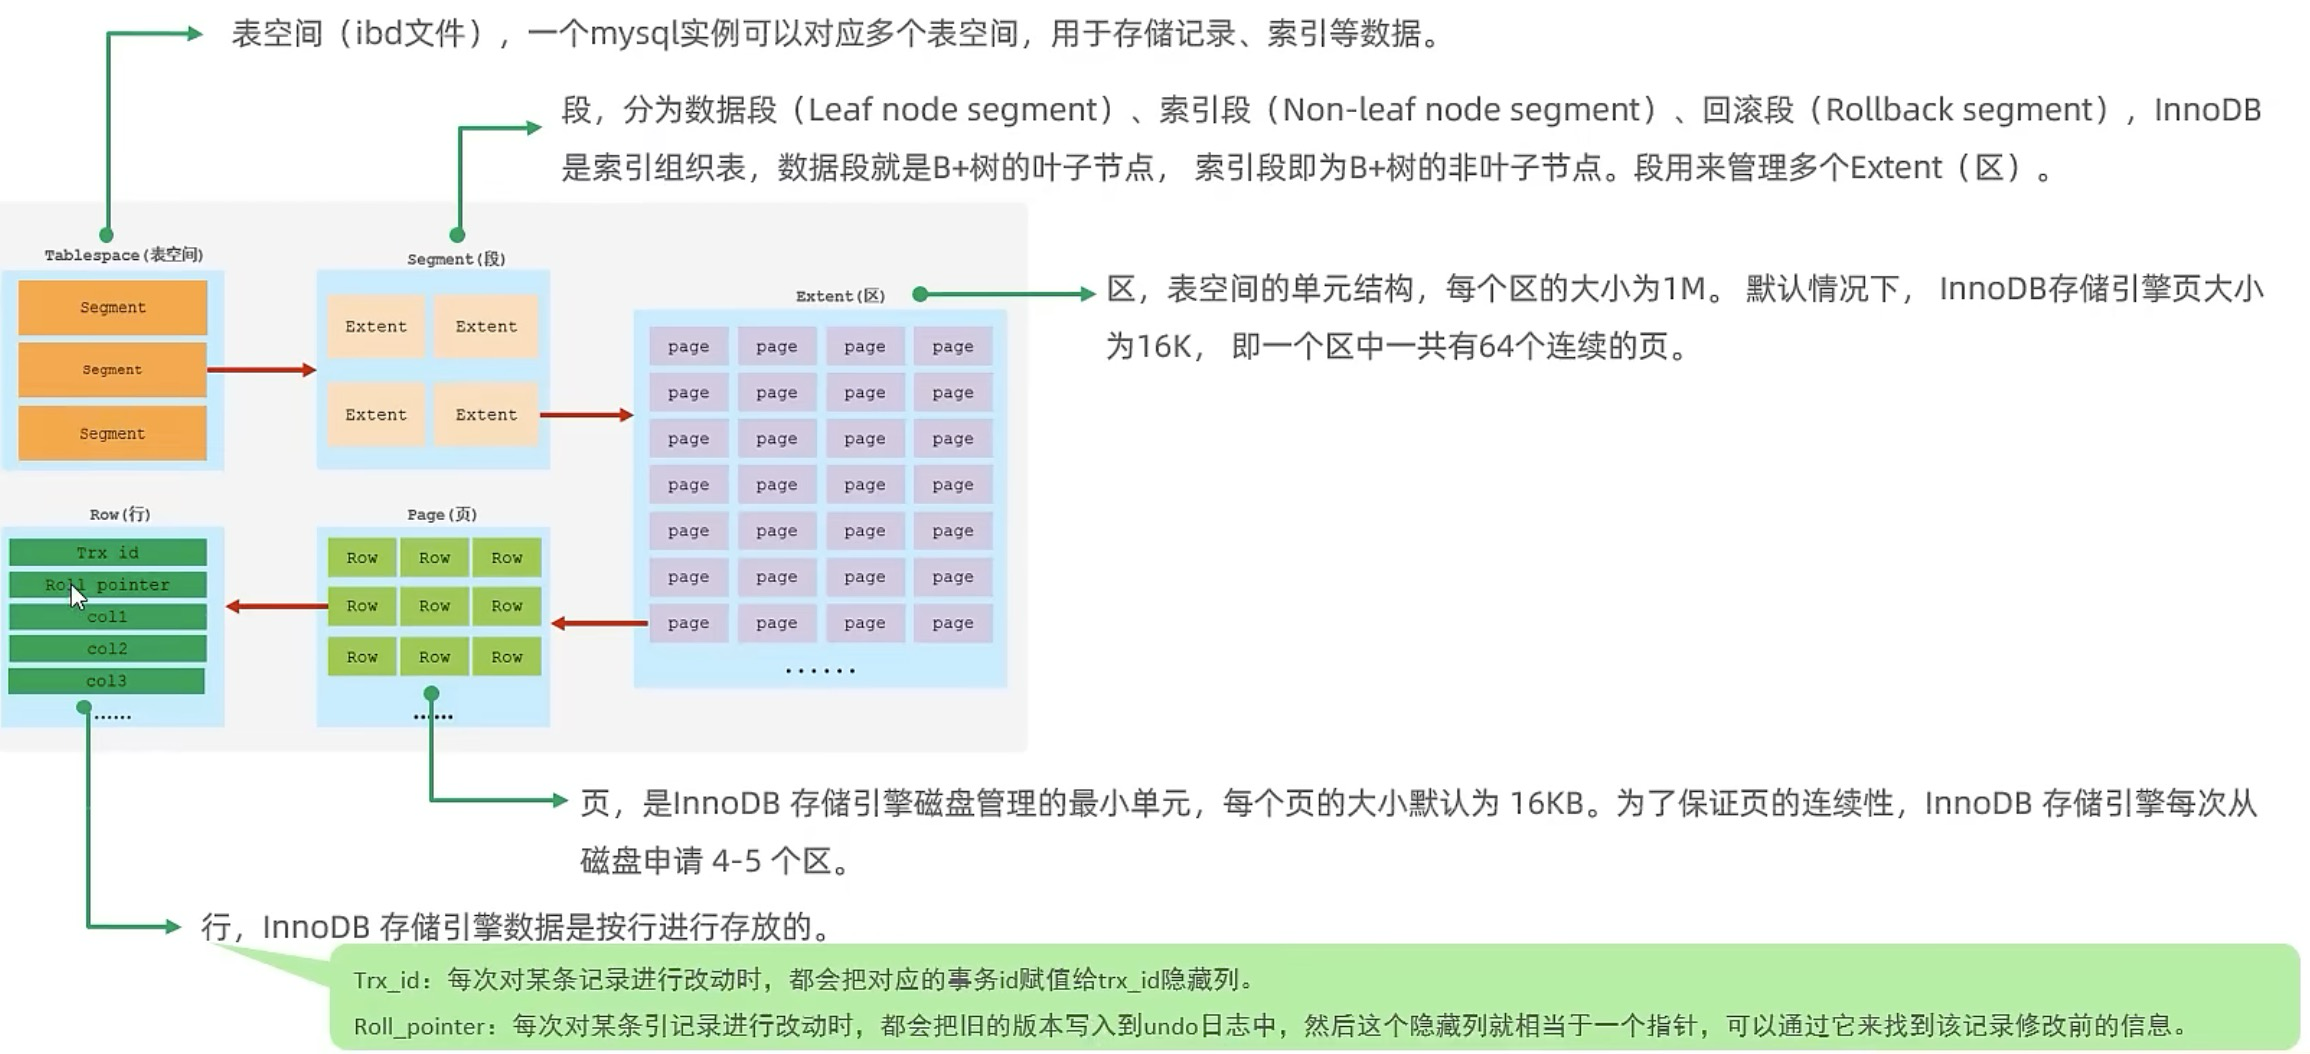 表空间（ibd文件），一个mysql实例可以对应多个表空间，用于存储记录、索引等数据。
段，分为数据段（Leaf node segment）、索引段（Non-leaf node segment）、回滚段（Rollback segment），InnoDB
是索引组织表，数据段就是B+树的叶子节点， 索引段即为B+树的非叶子节点。段用来管理多个Extent（区）。
Tablespace(表空间)
Segment
Segment
Segment
Segment(段)
Extent Extent
Extent Extent
Extent(区)
page page page page
page page page page
page page page page
page page page page
page page page page
page page page page
page page page page
......
区，表空间的单元结构，每个区的大小为1M。 默认情况下， InnoDB存储引擎页大小
为16K， 即一个区中一共有64个连续的页。
Row(行)
Trx id
Roll pointer
col1
col2
col3
......
Page(页)
Row Row Row
Row Row Row
Row Row Row
......
页，是InnoDB 存储引擎磁盘管理的最小单元，每个页的大小默认为 16KB。为了保证页的连续性，InnoDB 存储引擎每次从
磁盘申请 4-5 个区。
行，InnoDB 存储引擎数据是按行进行存放的。
Trx_id：每次对某条记录进行改动时，都会把对应的事务id赋值给trx_id隐藏列。
Roll_pointer：每次对某条引记录进行改动时，都会把旧的版本写入到undo日志中，然后这个隐藏列就相当于一个指针，可以通过它来找到该记录修改前的信息。